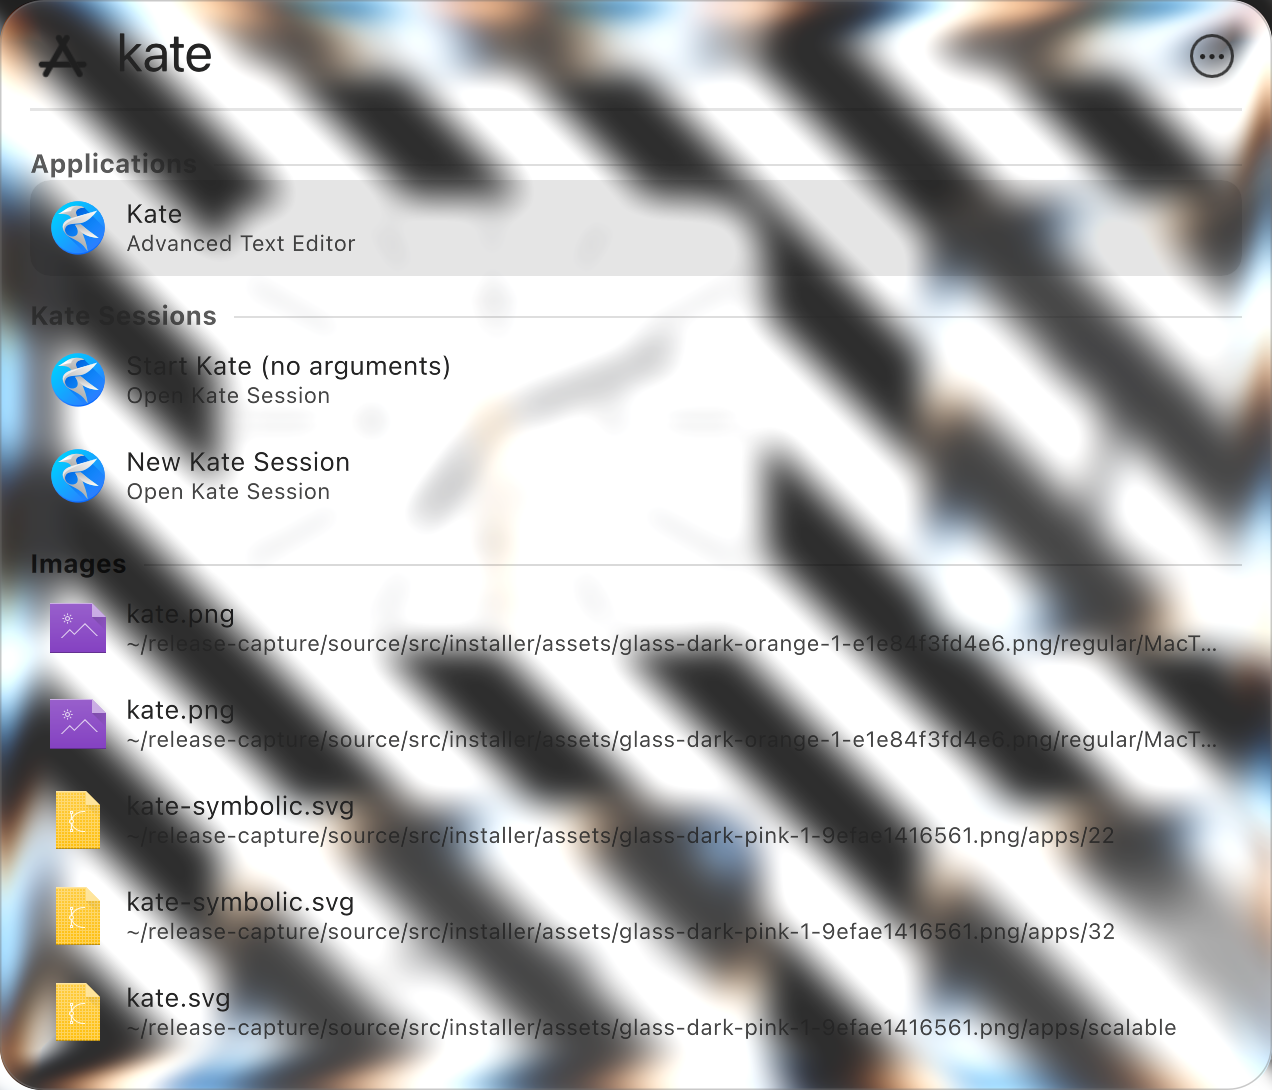 kate
Applications
Kate
Advanced Text Editor
Kate Sessions
Start Kate (no arguments)
Open Kate Session
New Kate Session
Open Kate Session
Images
kate.png
~/release-capture/source/src/installer/assets/glass-dark-orange-1-e1e84f3fd4e6.png/regular/MacT...
kate.png
~/release-capture/source/src/installer/assets/glass-dark-orange-1-e1e84f3fd4e6.png/regular/MacT...
kate-symbolic.svg
~/release-capture/source/src/installer/assets/glass-dark-pink-1-9efae1416561.png/apps/22
kate-symbolic.svg
~/release-capture/source/src/installer/assets/glass-dark-pink-1-9efae1416561.png/apps/32
kate.svg
~/release-capture/source/src/installer/assets/glass-dark-pink-1-9efae1416561.png/apps/scalable